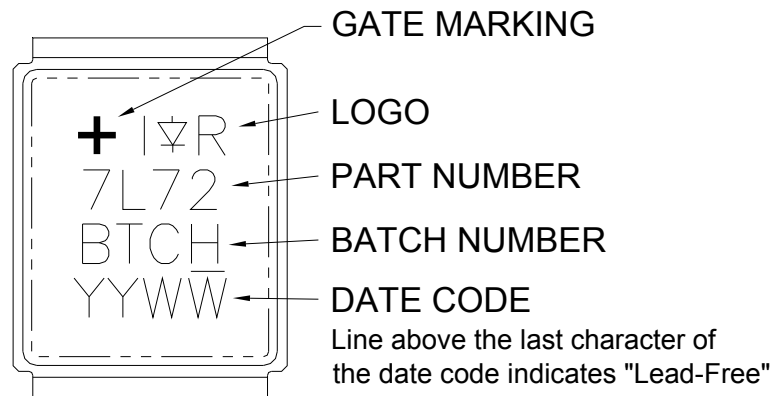 GATE MARKING
+ I R
LOGO
7L72
PART NUMBER
BTCH
BATCH NUMBER
YYWW
DATE CODE
Line above the last character of
the date code indicates "Lead-Free"